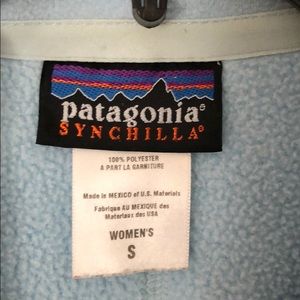 patagonia®
SYNCHILLA®
100% POLYESTER
A PART LA GARNITURE
Made in MEXICO of U.S. Materials
Fabriqué AU MEXIQUE des
Materiaux des USA
WOMEN'S
S